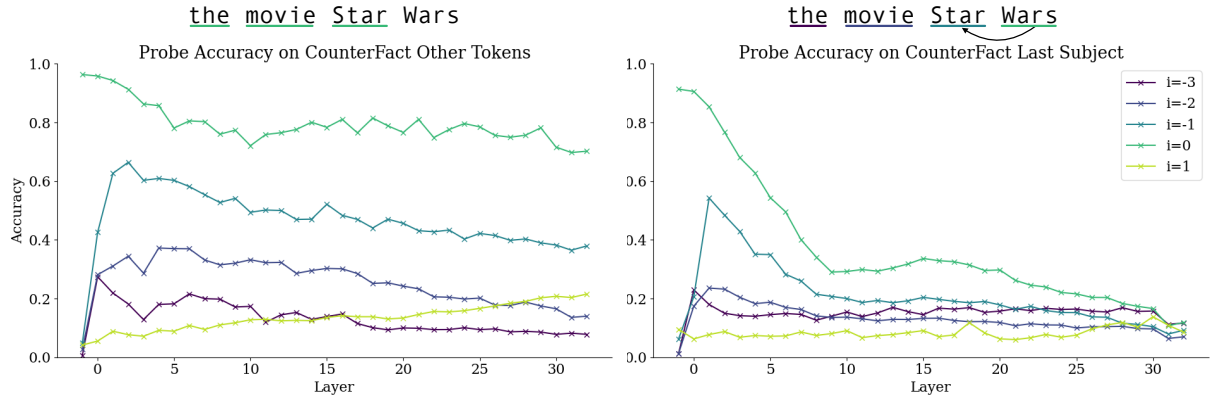 the movie Star Wars
Probe Accuracy on CounterFact Other Tokens
Accuracy
1.0
0.8
0.6
0.4
0.2
0.0
0 5 10 15 20 25 30
Layer
the movie Star Wars
Probe Accuracy on CounterFact Last Subject
1.0
0.8
0.6
0.4
0.2
0.0
0 5 10 15 20 25 30
Layer
i=-3
i=-2
i=-1
i=0
i=1